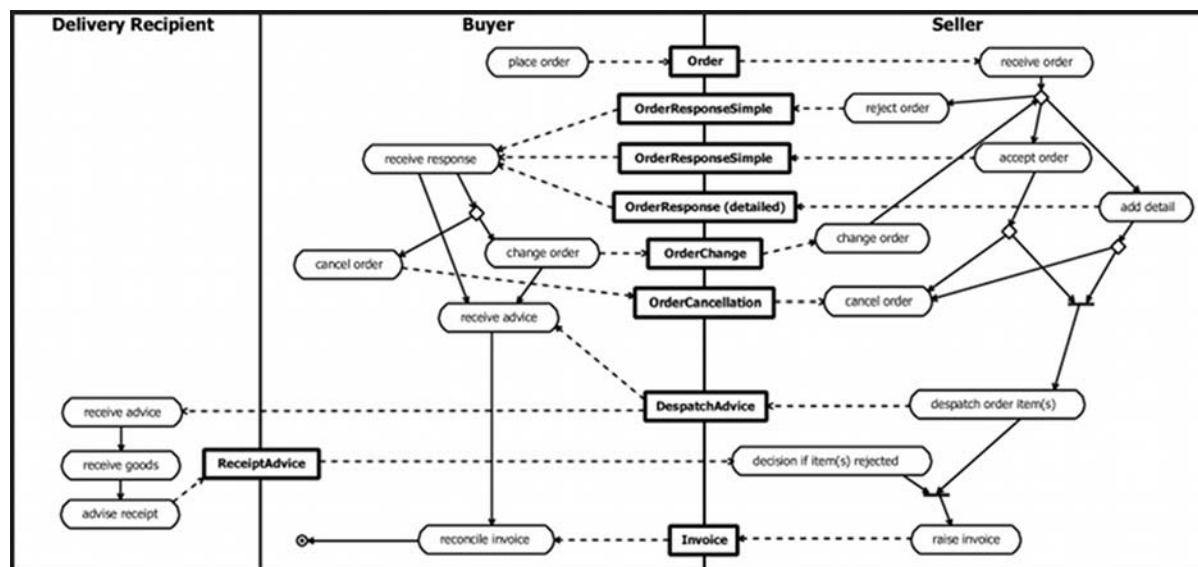 Delivery Recipient
Buyer
Seller
place order
Order
receive order
OrderResponseSimple
reject order
receive response
OrderResponseSimple
accept order
OrderResponse (detailed)
add detail
change order
cancel order
change order
OrderChange
OrderCancellation
cancel order
receive advice
receive advice
DespatchAdvice
despatch order item(s)
receive goods
ReceiptAdvice
decision if item(s) rejected
advise receipt
reconcile invoice
Invoice
raise invoice